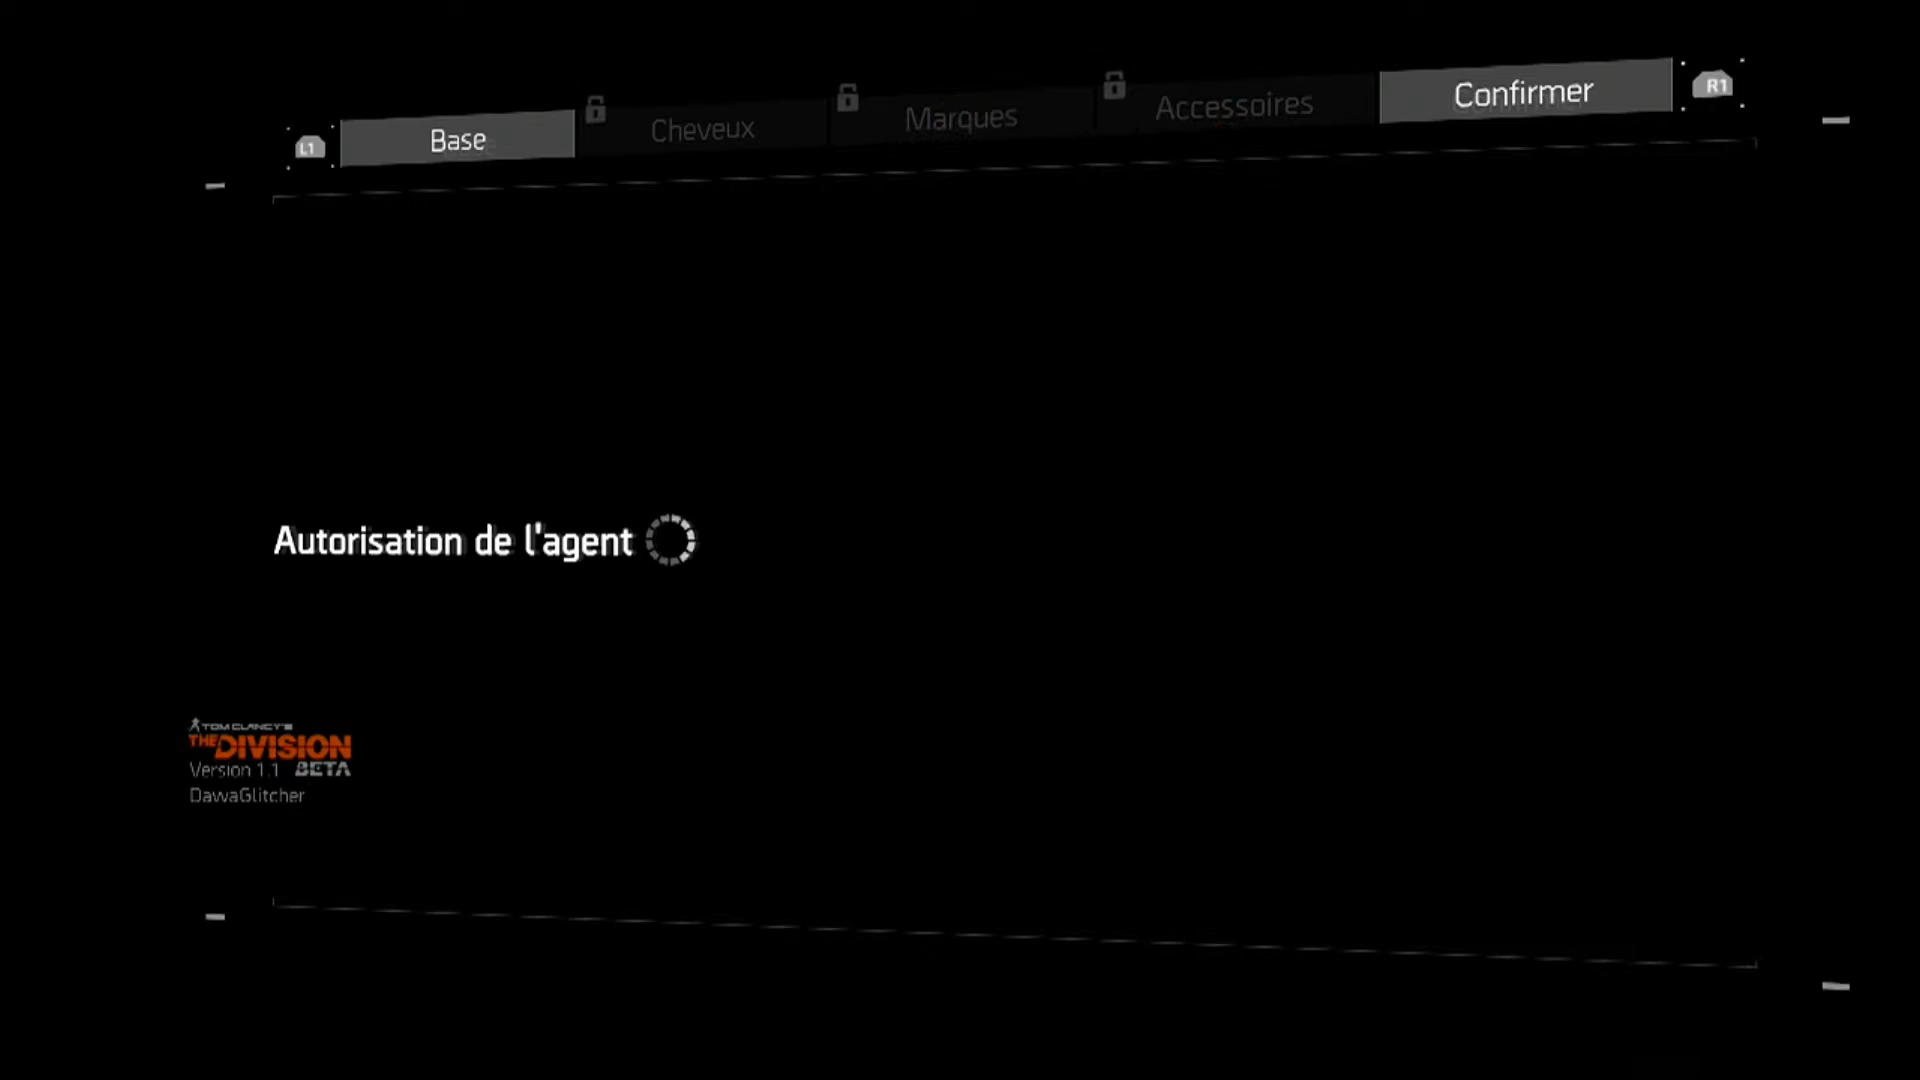 L1
Base
Cheveux
Marques
Accessoires
Confirmer
R1
Autorisation de l'agent
TOM CLANCY'S
THE DIVISION
Version 1.1 BETA
DawaGlitcher